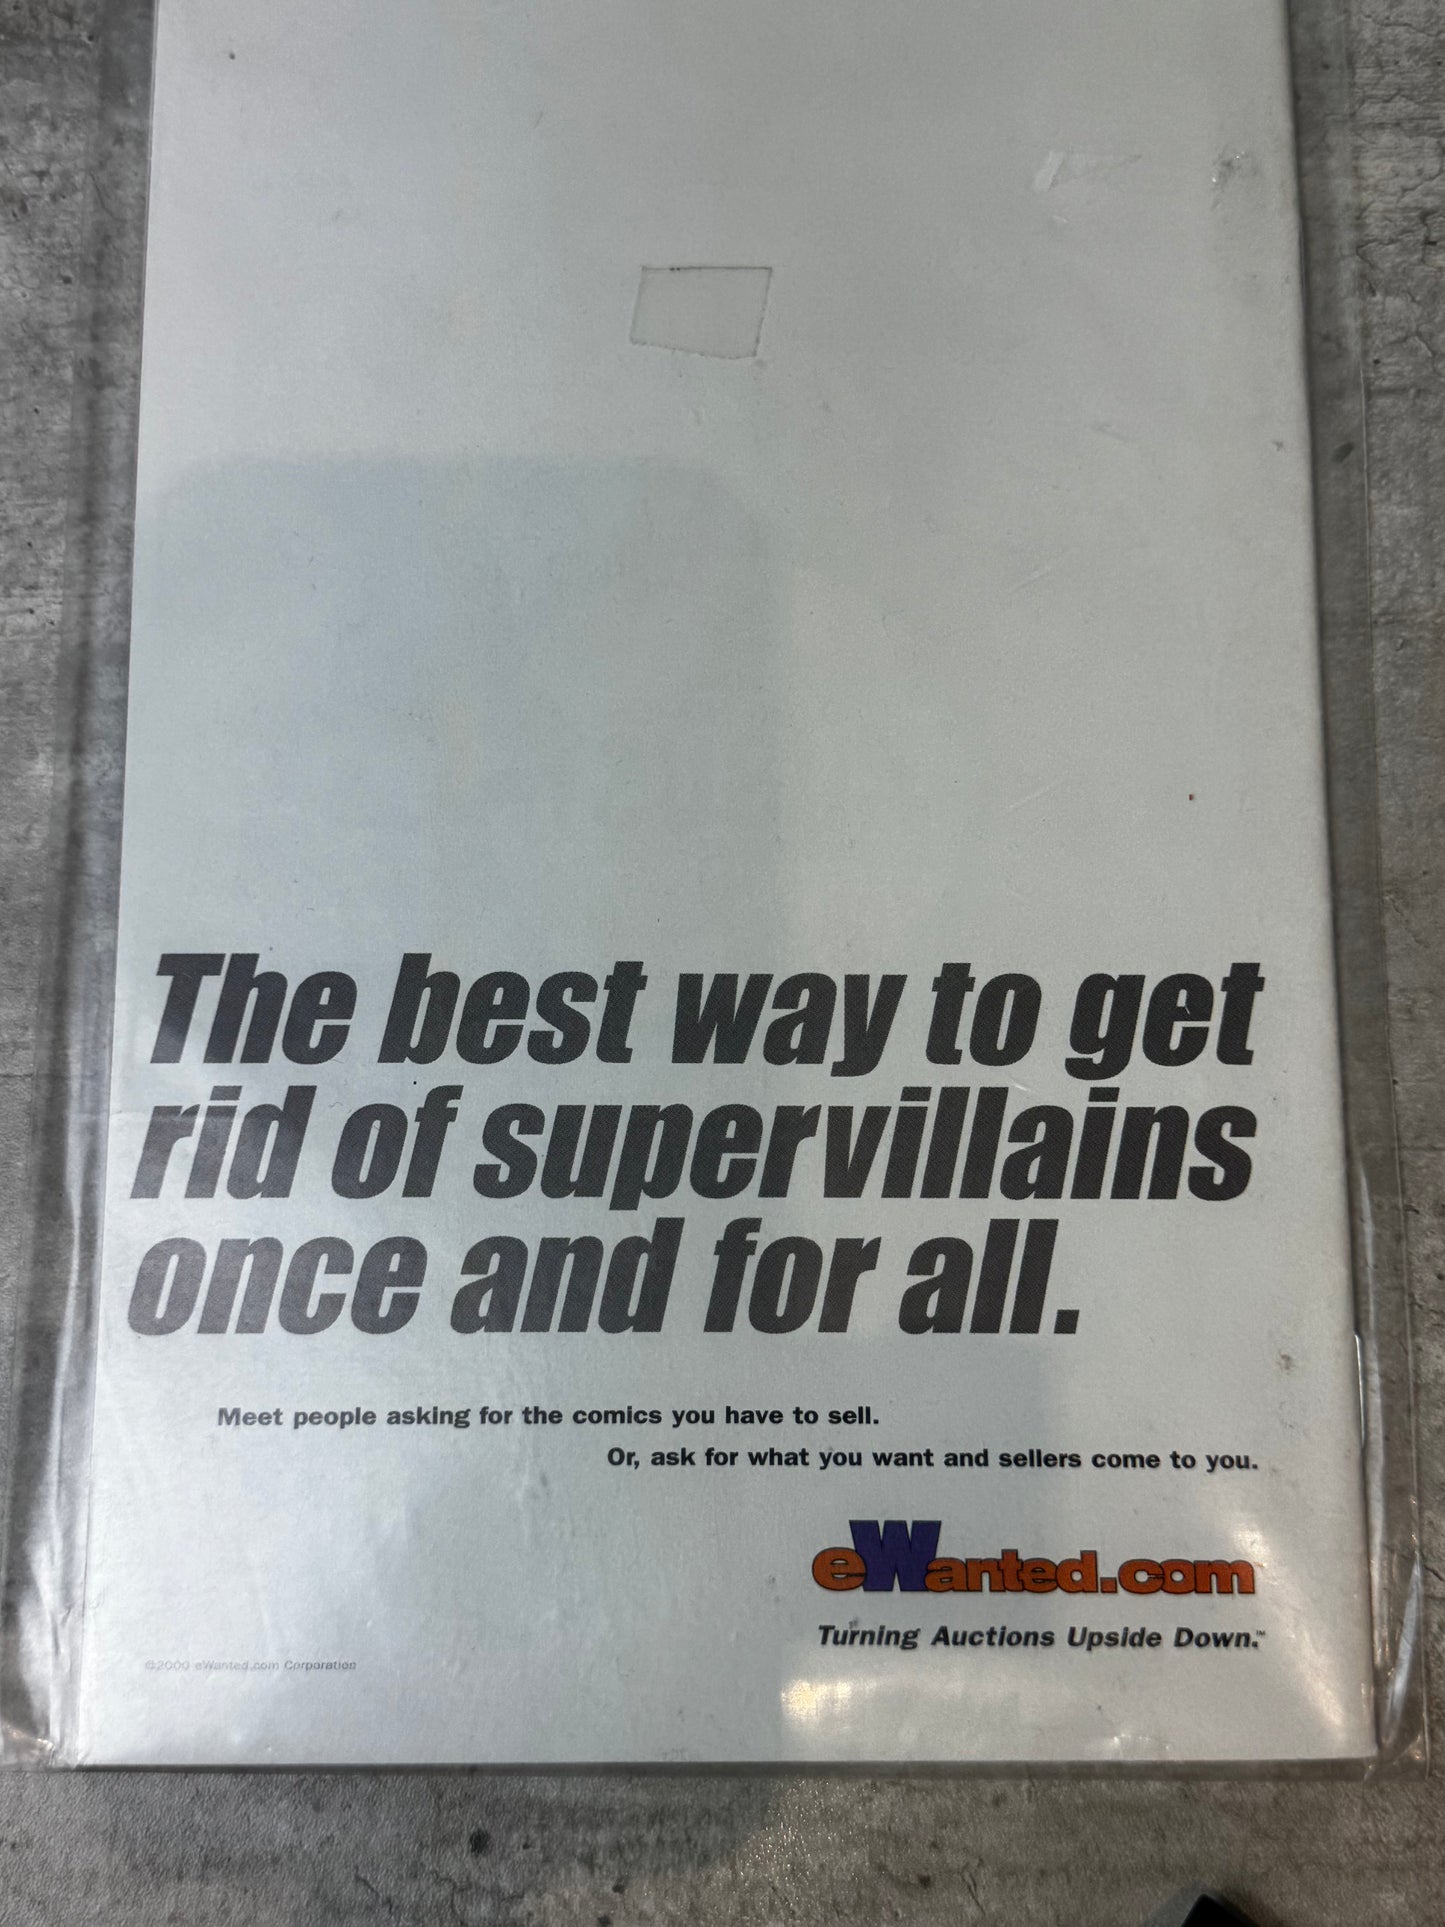 The best way to get
rid of supervillains
once and for all.
Meet people asking for the comics you have to sell.
Or, ask for what you want and sellers come to you.
eWanted.com
Turning Auctions Upside Down.™
©2000 eWanted.com Corporation